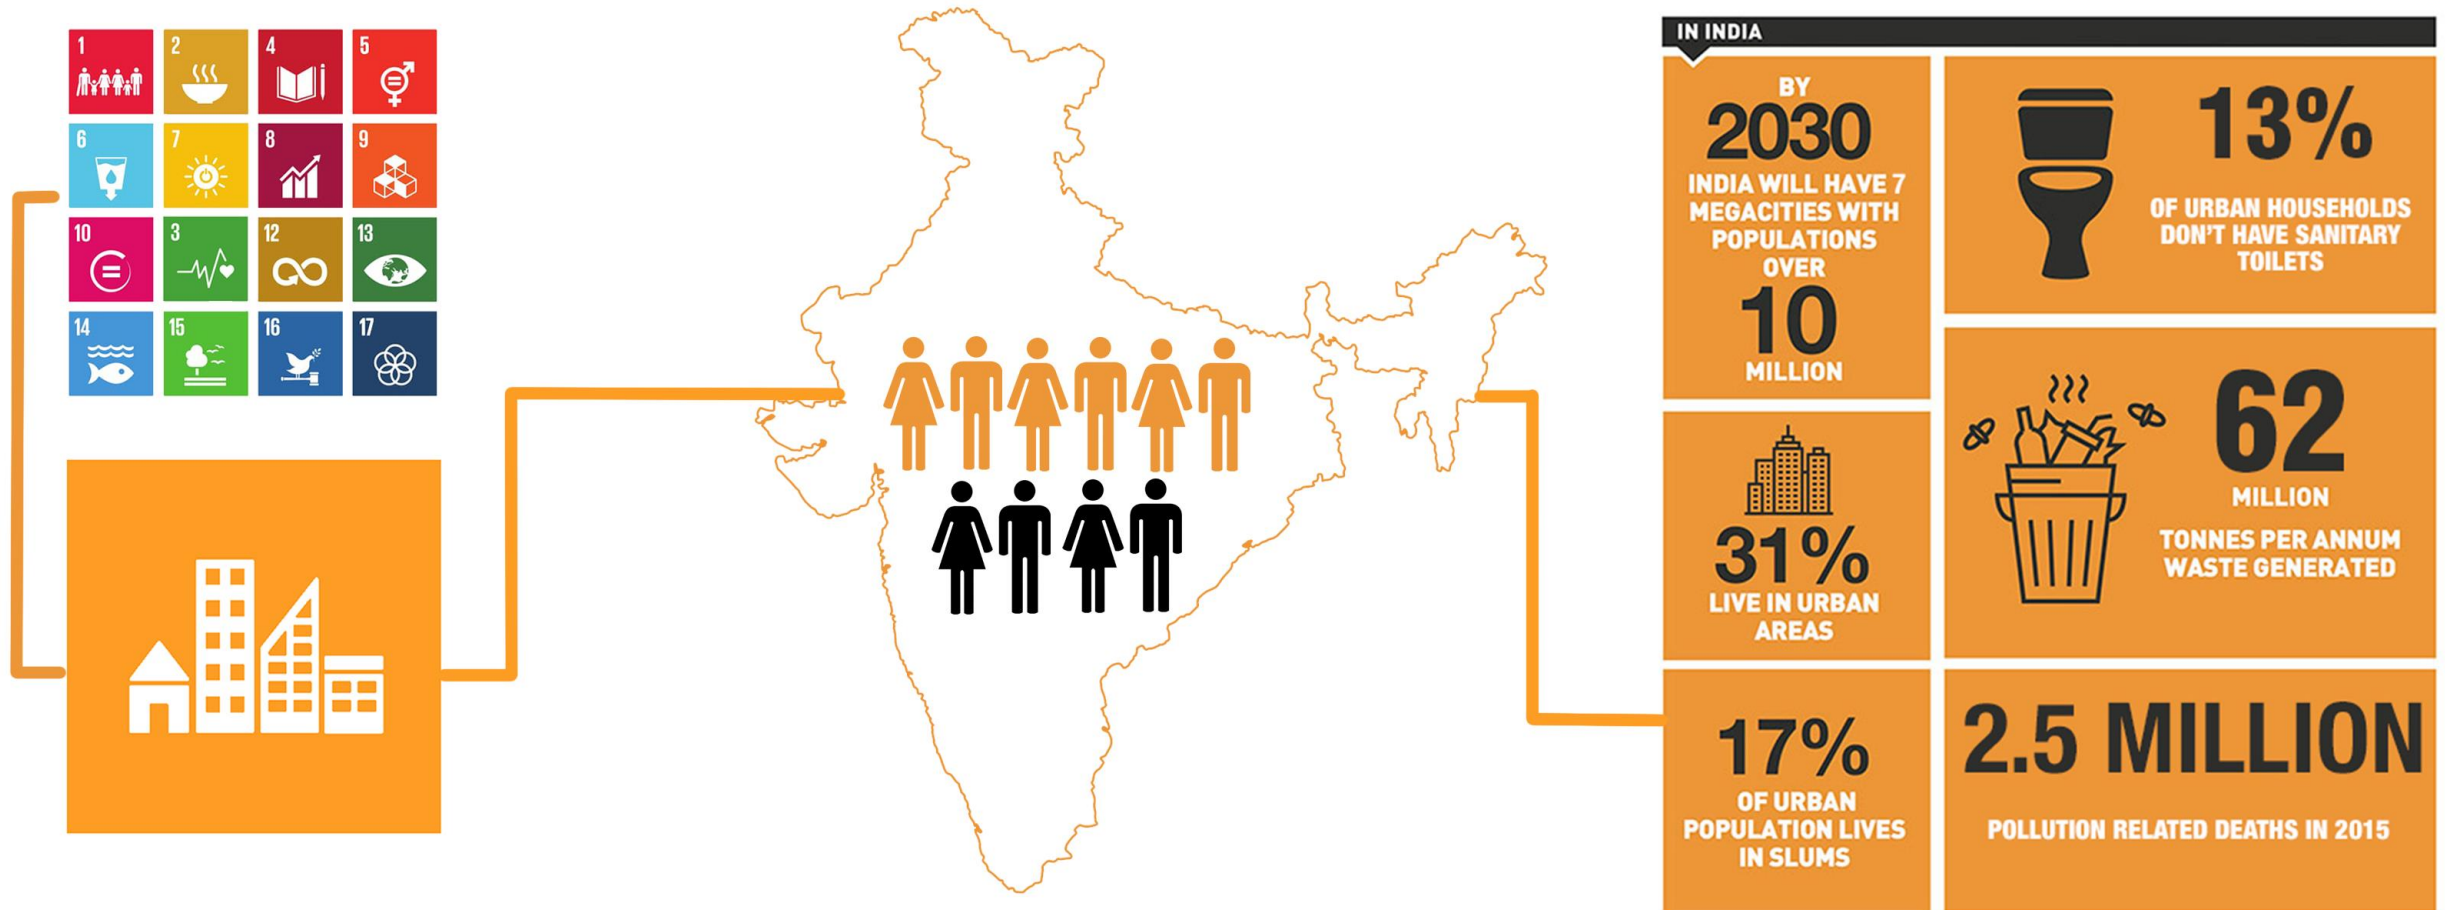 1
2
4
5
6
7
8
9
10
3
12
13
14
15
16
17
IN INDIA
BY
2030
INDIA WILL HAVE 7
MEGACITIES WITH
POPULATIONS
OVER
10
MILLION
31%
LIVE IN URBAN
AREAS
17%
OF URBAN
POPULATION LIVES
IN SLUMS
13%
OF URBAN HOUSEHOLDS
DON'T HAVE SANITARY
TOILETS
62
MILLION
TONNES PER ANNUM
WASTE GENERATED
2.5 MILLION
POLLUTION RELATED DEATHS IN 2015